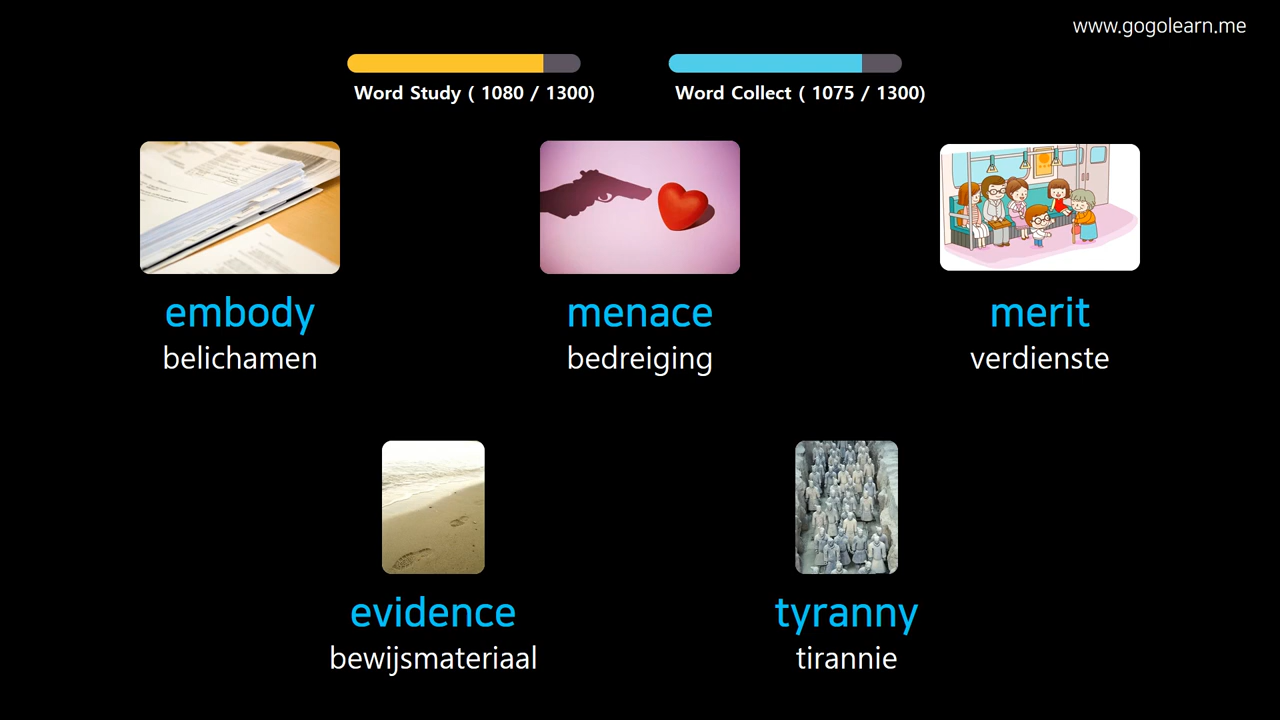 www.gogolearn.me
Word Study ( 1080 / 1300)
Word Collect ( 1075 / 1300)
embody
belichamen
menace
bedreiging
merit
verdienste
evidence
bewijsmateriaal
tyranny
tirannie